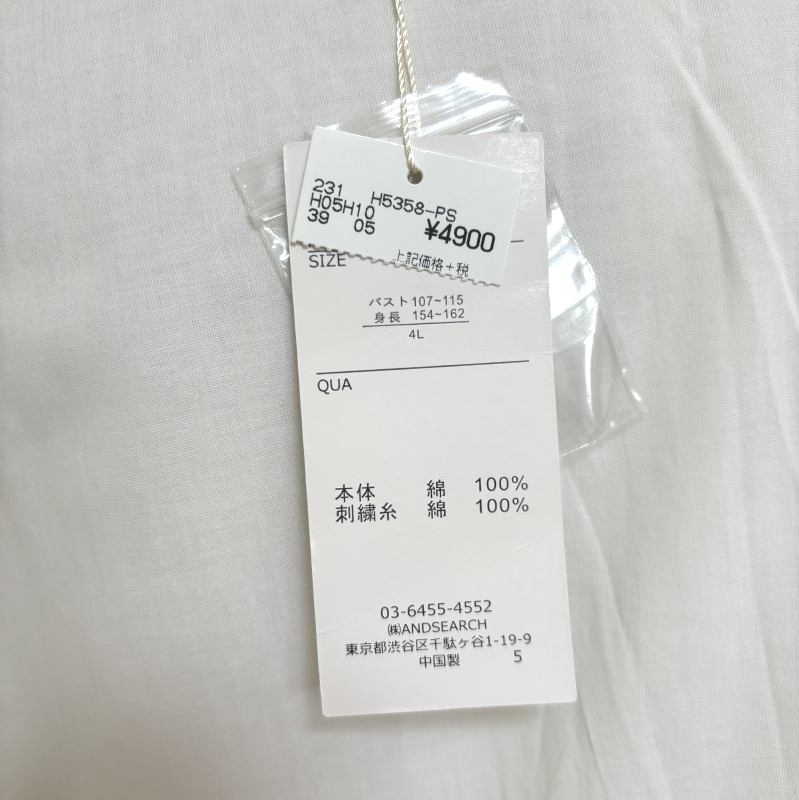 231 H5358-PS
H05H10
39 05 ¥4900
上記価格+税
SIZE
バスト107~115
身長 154~162
4L
QUA
本体 綿 100%
刺繍糸 綿 100%
03-6455-4552
㈱ANDSEARCH
東京都渋谷区千駄ヶ谷1-19-9
中国製 5